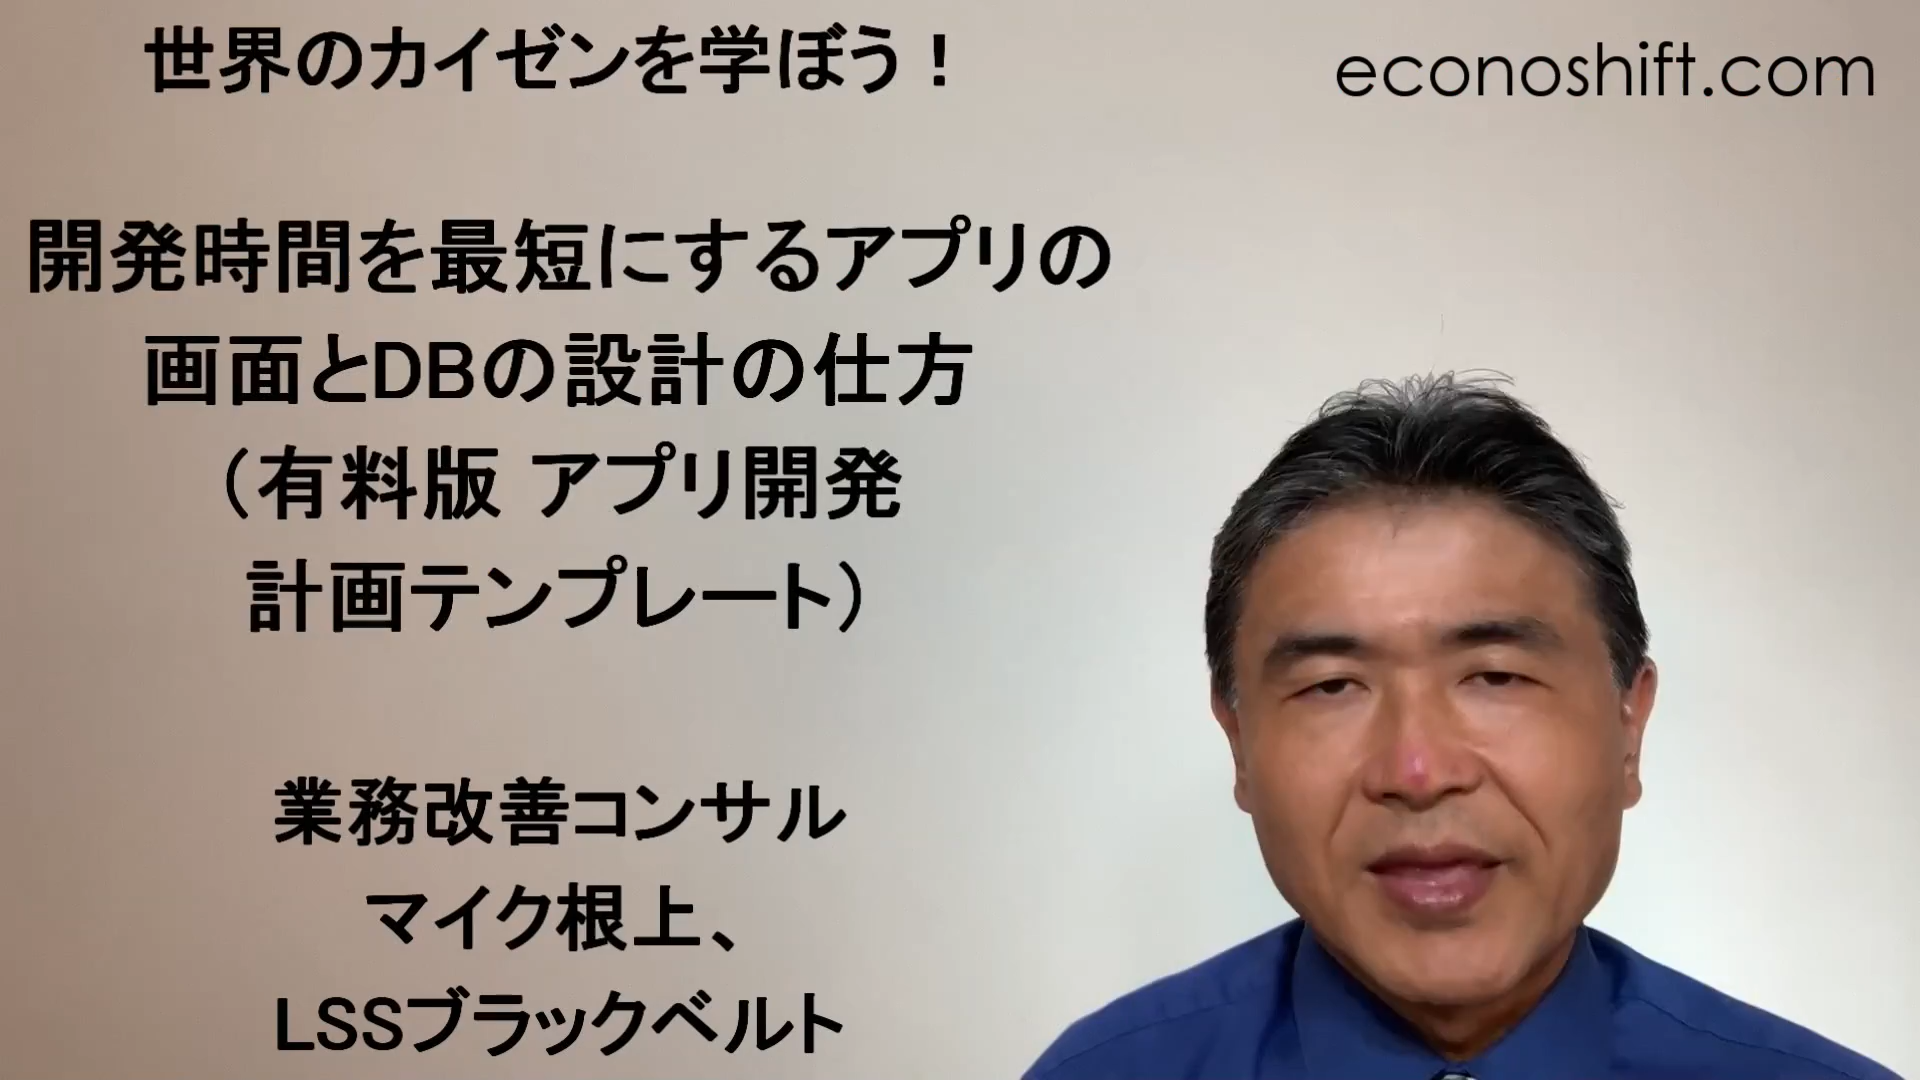 世界のカイゼンを学ぼう！
econoshift.com
開発時間を最短にするアプリの
画面とDBの設計の仕方
（有料版 アプリ開発
計画テンプレート）
業務改善コンサル
マイク根上、
LSSブラックベルト